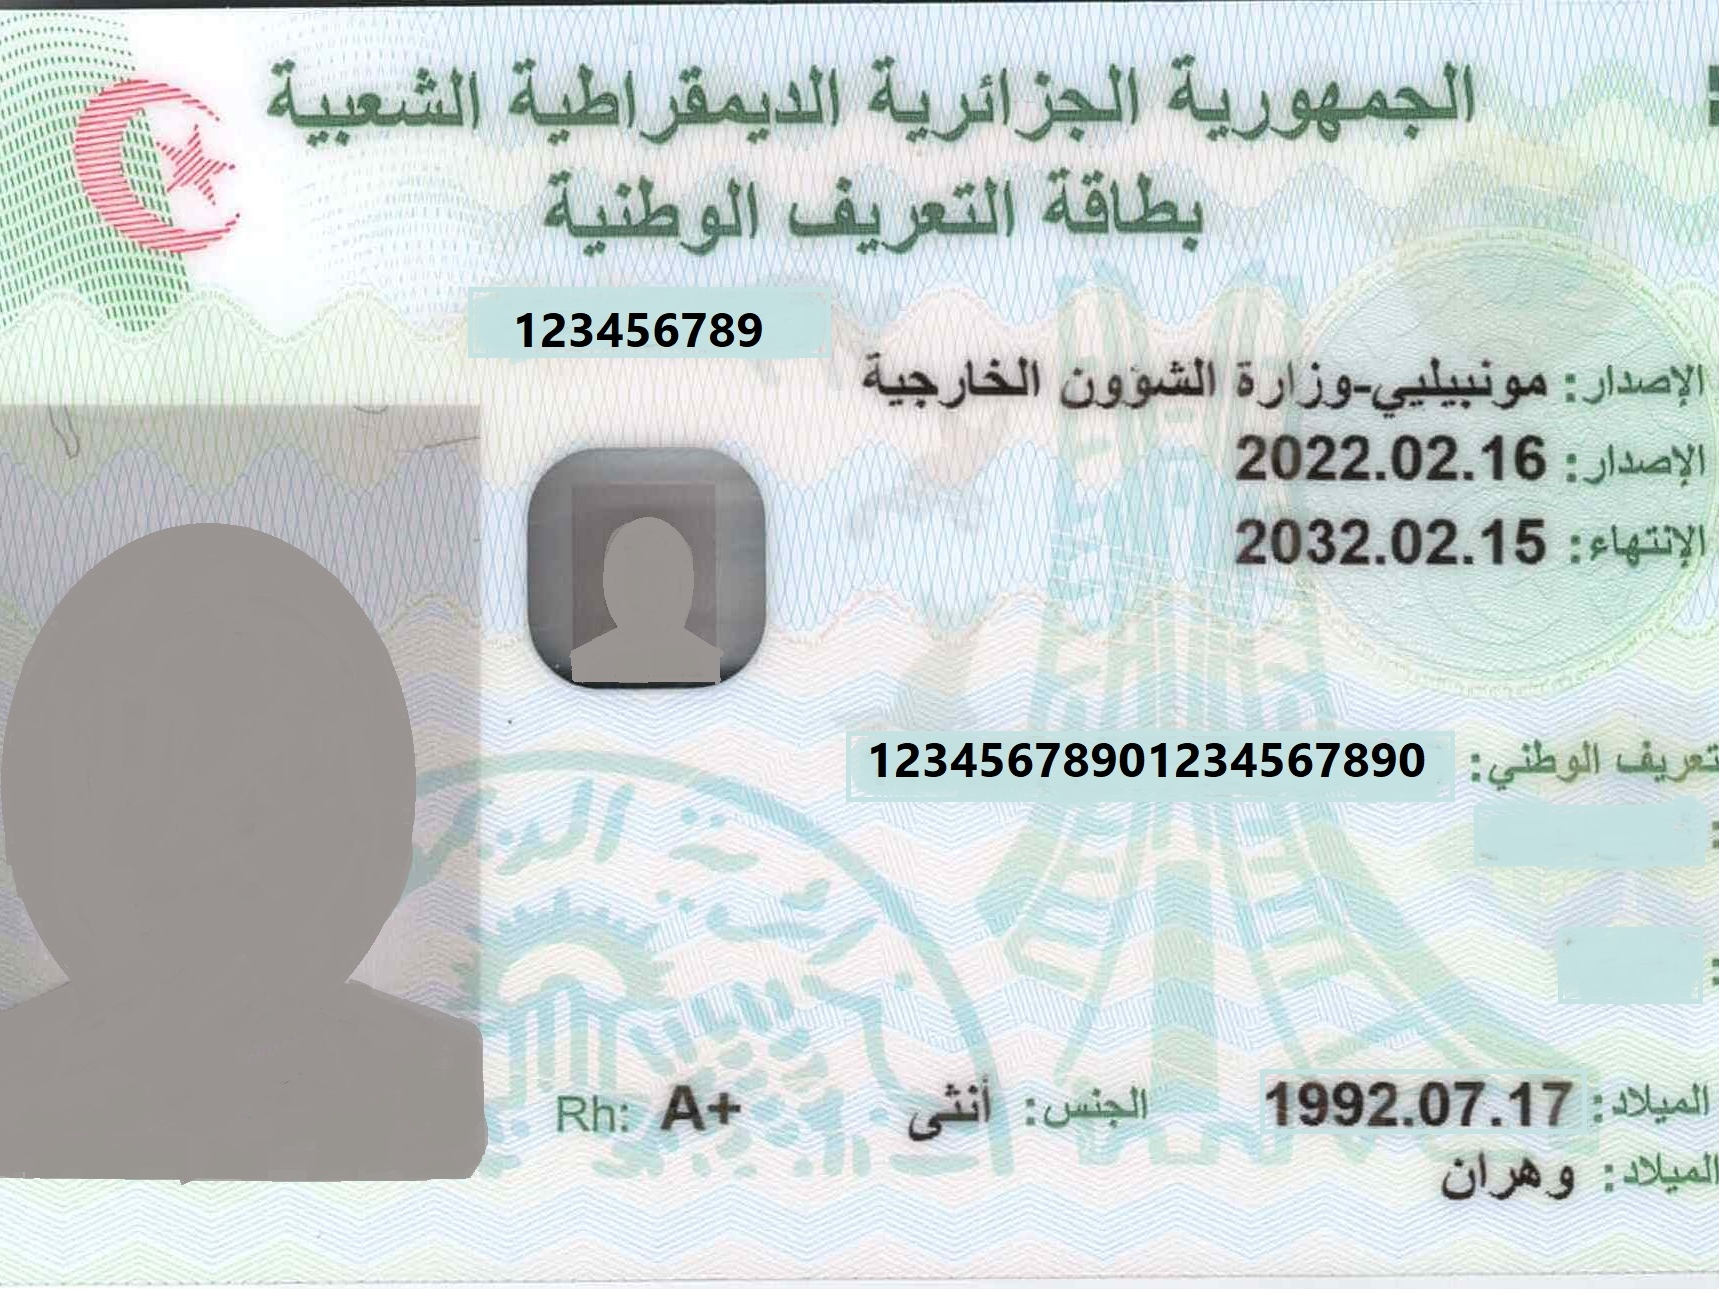 الجمهورية الجزائرية الديمقراطية الشعبية
بطاقة التعريف الوطنية
123456789
الإصدار: مونبيليي-وزارة الشؤون الخارجية
الإصدار: 2022.02.16
الإنتهاء: 2032.02.15
تعريف الوطني: 12345678901234567890
الميلاد: 1992.07.17 الجنس: أنثى Rh: A+
الميلاد: وهران